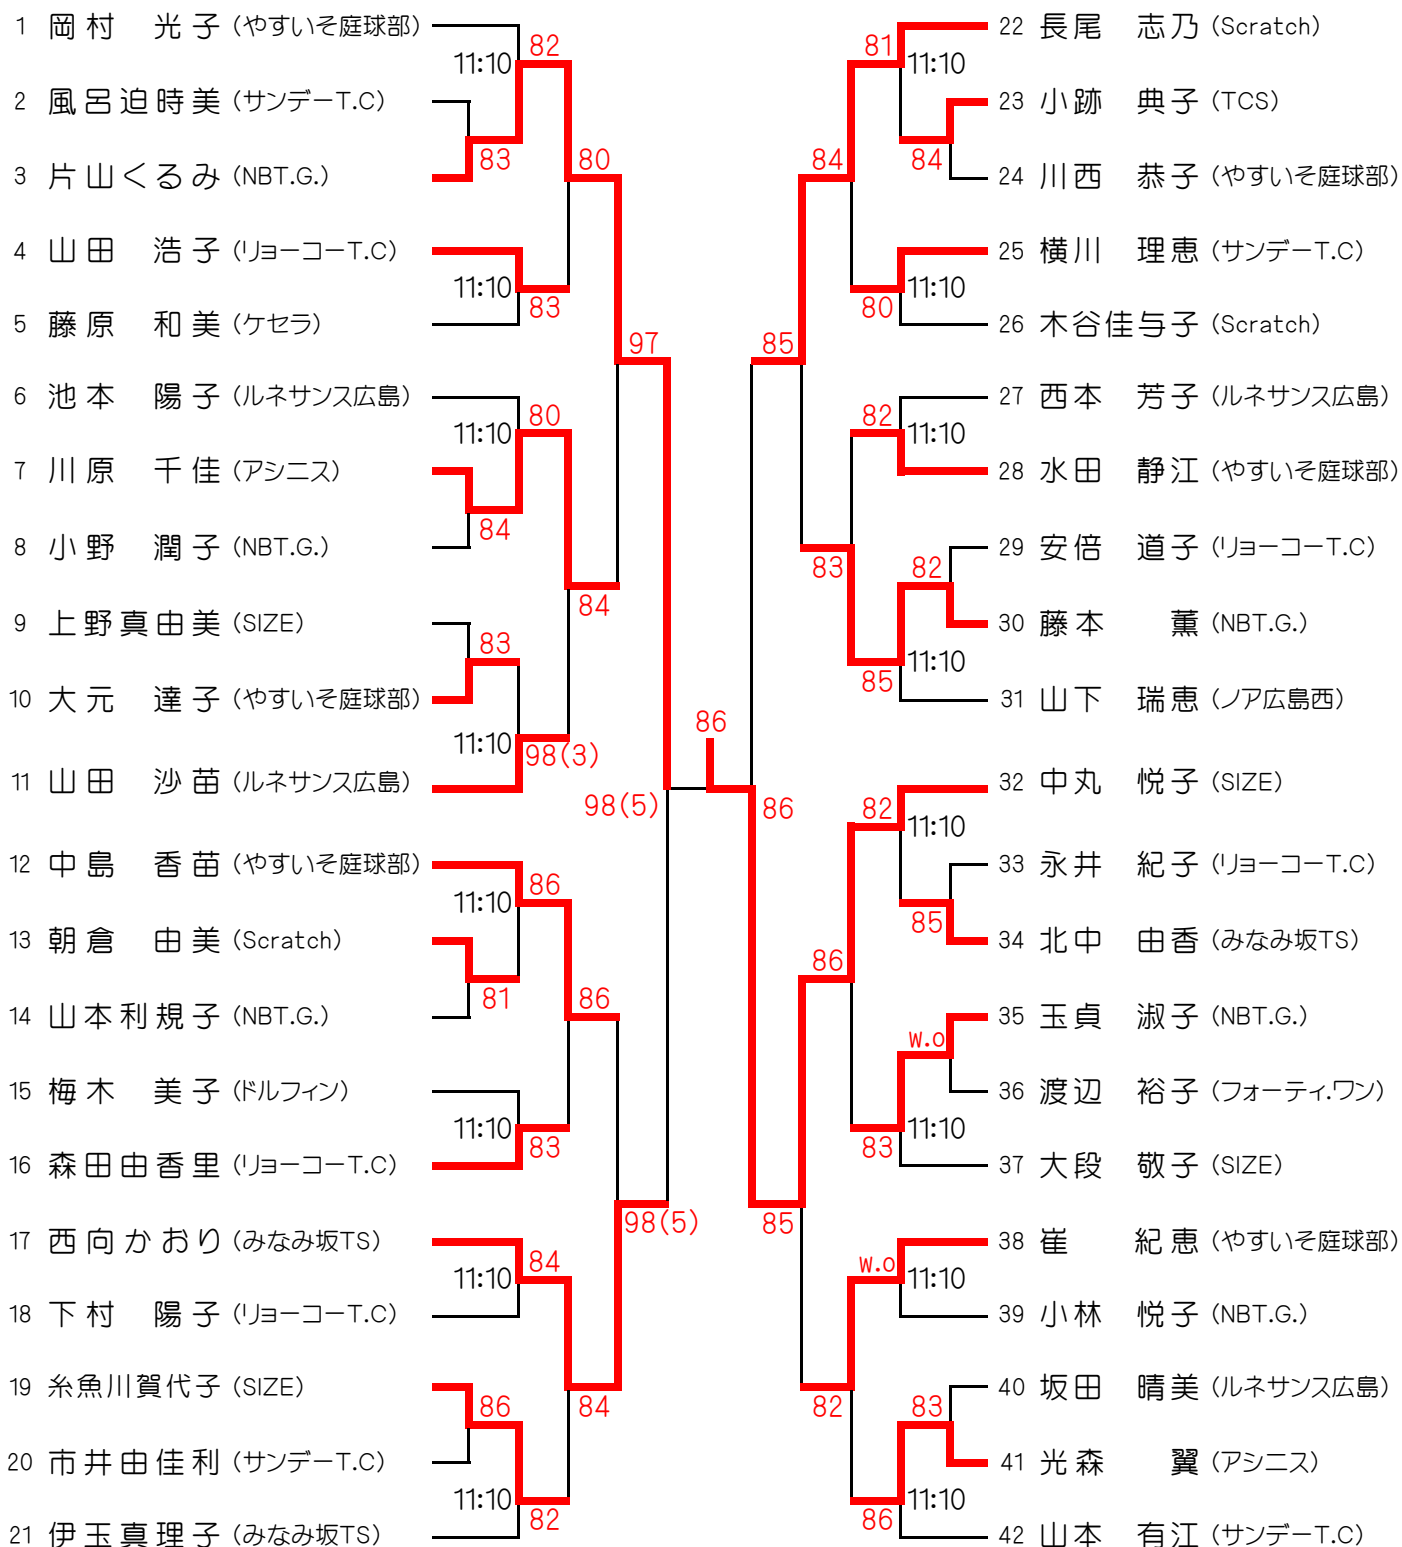 1 岡村 光子 (やすいそ庭球部)
11:10
82
2 風呂迫時美 (サンデーT.C)
83
3 片山くるみ (NBT.G.)
80
4 山田 浩子 (リョーコーT.C)
11:10
83
5 藤原 和美 (ケセラ)
97
6 池本 陽子 (ルネサンス広島)
11:10
80
7 川原 千佳 (アシニス)
84
8 小野 潤子 (NBT.G.)
84
9 上野真由美 (SIZE)
83
10 大元 達子 (やすいそ庭球部)
11:10
98(3)
11 山田 沙苗 (ルネサンス広島)
98(5)
12 中島 香苗 (やすいそ庭球部)
11:10
86
13 朝倉 由美 (Scratch)
81
14 山本利規子 (NBT.G.)
86
15 梅木 美子 (ドルフィン)
11:10
83
16 森田由香里 (リョーコーT.C)
98(5)
17 西向かおり (みなみ坂TS)
11:10
84
18 下村 陽子 (リョーコーT.C)
19 糸魚川賀代子 (SIZE)
86
84
20 市井由佳利 (サンデーT.C)
11:10
82
21 伊玉真理子 (みなみ坂TS)
86
22 長尾 志乃 (Scratch)
81
11:10
23 小跡 典子 (TCS)
84
84
24 川西 恭子 (やすいそ庭球部)
25 横川 理恵 (サンデーT.C)
80
11:10
26 木谷佳与子 (Scratch)
85
27 西本 芳子 (ルネサンス広島)
82
11:10
28 水田 静江 (やすいそ庭球部)
29 安倍 道子 (リョーコーT.C)
83
82
30 藤本 薫 (NBT.G.)
85
11:10
31 山下 瑞恵 (ノア広島西)
86
32 中丸 悦子 (SIZE)
82
11:10
33 永井 紀子 (リョーコーT.C)
85
34 北中 由香 (みなみ坂TS)
86
35 玉貞 淑子 (NBT.G.)
w.o
36 渡辺 裕子 (フォーティ.ワン)
83
11:10
37 大段 敬子 (SIZE)
85
38 崔 紀恵 (やすいそ庭球部)
w.o
11:10
39 小林 悦子 (NBT.G.)
40 坂田 晴美 (ルネサンス広島)
82
83
41 光森 翼 (アシニス)
86
11:10
42 山本 有江 (サンデーT.C)